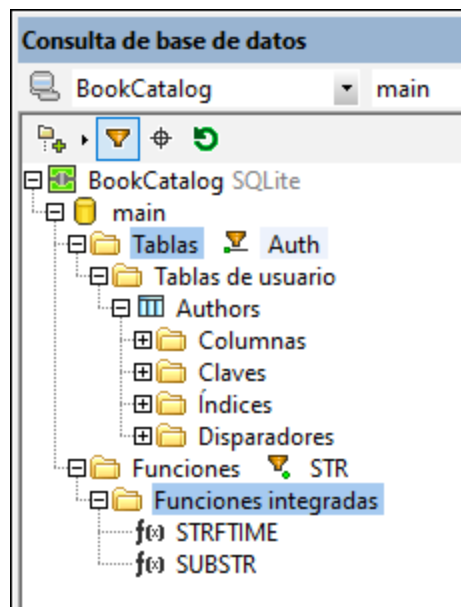 Consulta de base de datos
BookCatalog main
BookCatalog SQLite
main
Tablas Auth
Tablas de usuario
Authors
Columnas
Claves
Índices
Disparadores
Funciones STR
Funciones integradas
f(x) STRFTIME
f(x) SUBSTR